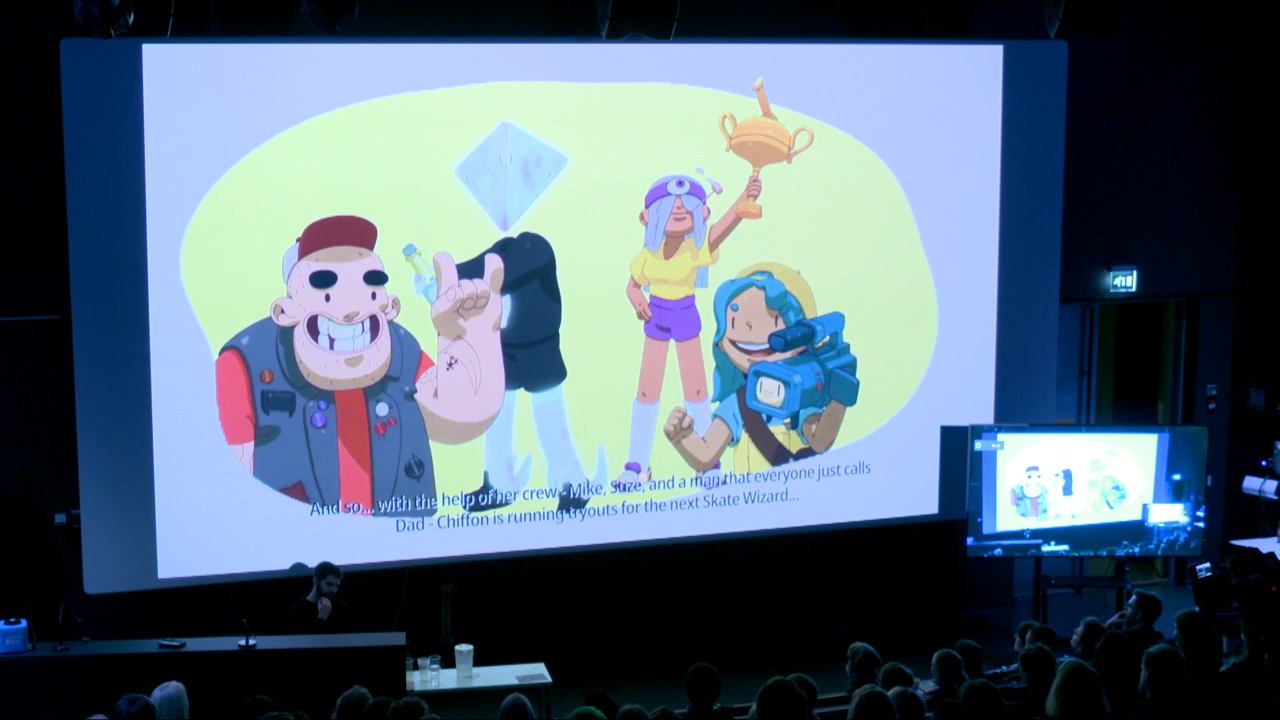 And so... with the help of her crew - Mike, Suze, and a man that everyone just calls
Dad - Chiffon is running tryouts for the next Skate Wizard...